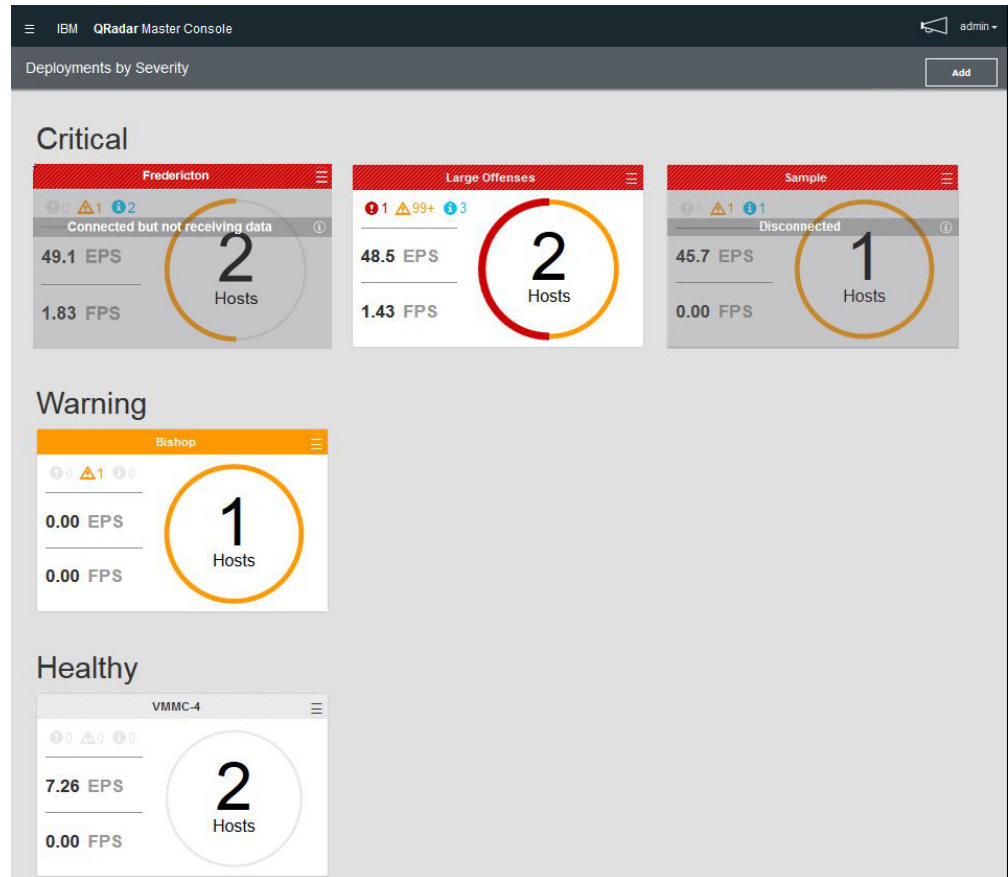 ☰ IBM QRadar Master Console admin
Deployments by Severity Add
Critical
Fredericton
0 1 2
Connected but not receiving data
49.1 EPS
1.83 FPS
2
Hosts
Large Offenses
1 99+ 3
48.5 EPS
1.43 FPS
2
Hosts
Sample
0 1 1
Disconnected
45.7 EPS
0.00 FPS
1
Hosts
Warning
Bishop
0 1 0
0.00 EPS
0.00 FPS
1
Hosts
Healthy
VMMC-4
0 0 0
7.26 EPS
0.00 FPS
2
Hosts